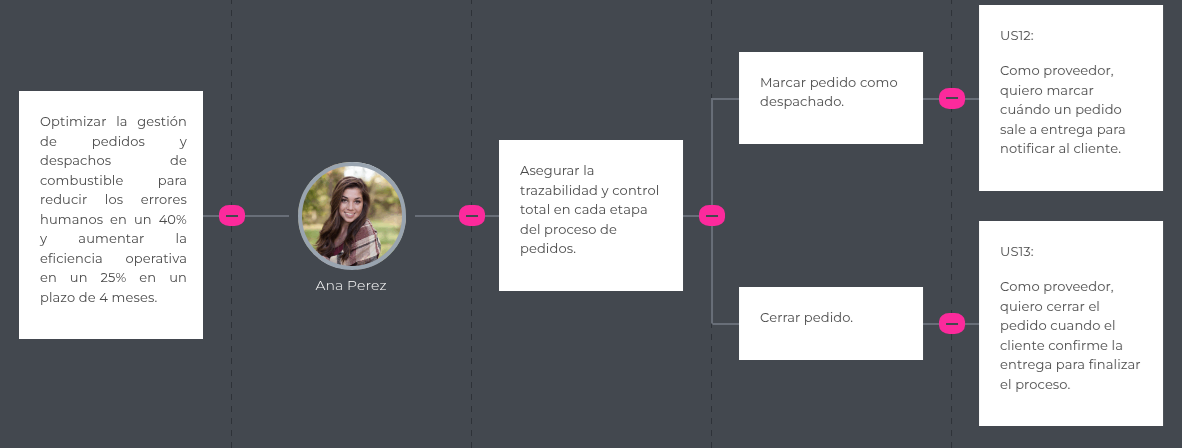 Optimizar la gestión
de pedidos y
despachos de
combustible para
reducir los errores
humanos en un 40%
y aumentar la
eficiencia operativa
en un 25% en un
plazo de 4 meses.
Ana Perez
Asegurar la
trazabilidad y control
total en cada etapa
del proceso de
pedidos.
Marcar pedido como
despachado.
US12:
Como proveedor,
quiero marcar
cuándo un pedido
sale a entrega para
notificar al cliente.
Cerrar pedido.
US13:
Como proveedor,
quiero cerrar el
pedido cuando el
cliente confirme la
entrega para finalizar
el proceso.